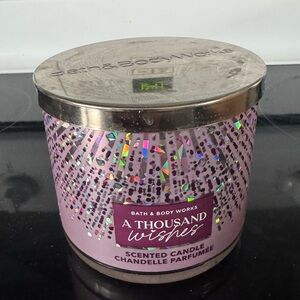 Bath & Body Works
BATH & BODY WORKS
A THOUSAND
wishes
SCENTED CANDLE
CHANDELLE PARFUMÉE